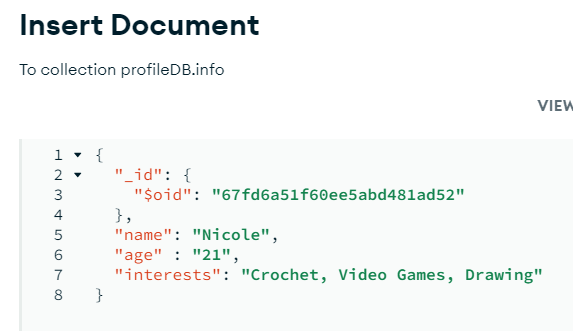 Insert Document
To collection profileDB.info
VIEW
1 {
2 "_id": {
3 "$oid": "67fd6a51f60ee5abd481ad52"
4 },
5 "name": "Nicole",
6 "age" : "21",
7 "interests": "Crochet, Video Games, Drawing"
8 }